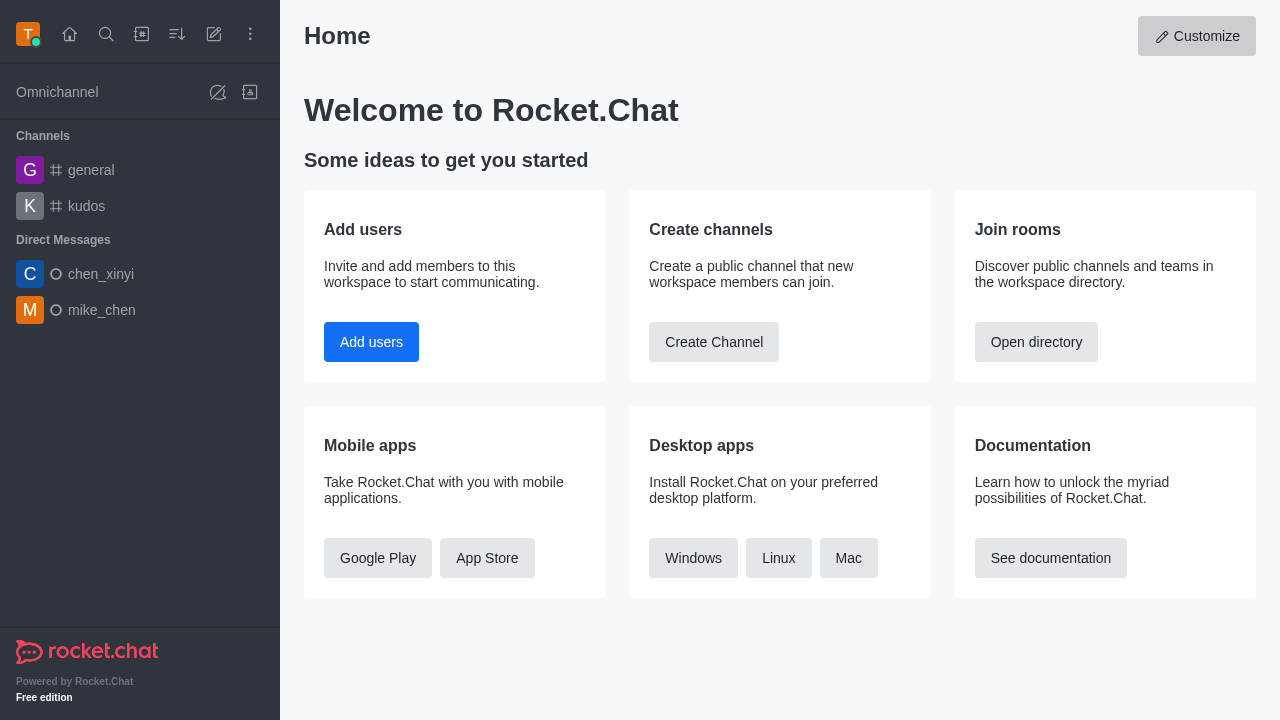 T
Home
Customize
Omnichannel
Channels
G general
K kudos
Direct Messages
C chen_xinyi
M mike_chen
Welcome to Rocket.Chat
Some ideas to get you started
Add users
Invite and add members to this
workspace to start communicating.
Add users
Create channels
Create a public channel that new
workspace members can join.
Create Channel
Join rooms
Discover public channels and teams in
the workspace directory.
Open directory
Mobile apps
Take Rocket.Chat with you with mobile
applications.
Google Play App Store
Desktop apps
Install Rocket.Chat on your preferred
desktop platform.
Windows Linux Mac
Documentation
Learn how to unlock the myriad
possibilities of Rocket.Chat.
See documentation
rocket.chat
Powered by Rocket.Chat
Free edition